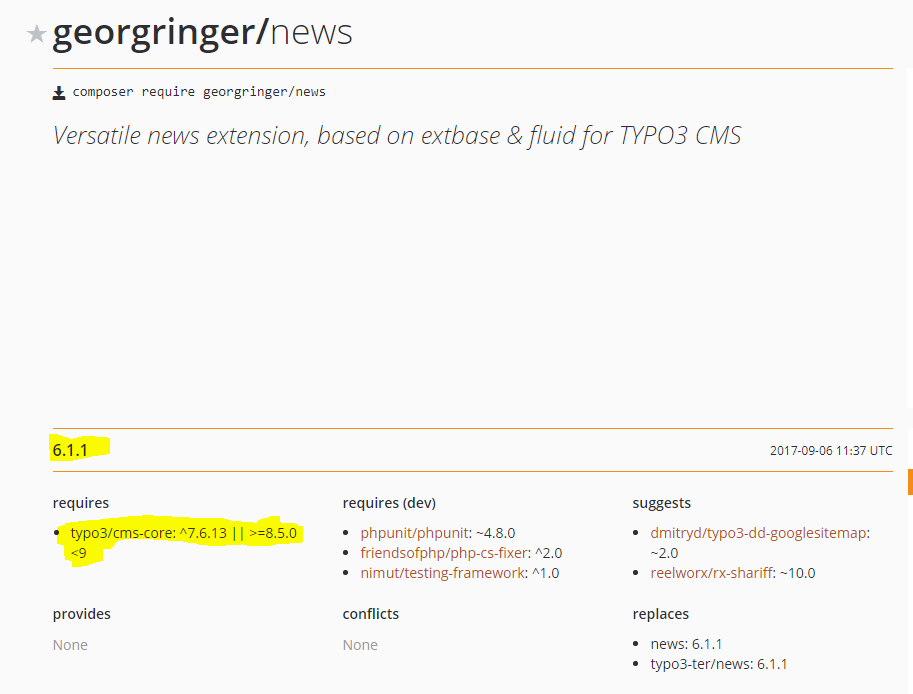 georgringer/news
composer require georgringer/news
Versatile news extension, based on extbase & fluid for TYPO3 CMS
6.1.1
2017-09-06 11:37 UTC
requires
typo3/cms-core: ^7.6.13 || >=8.5.0
<9
requires (dev)
phpunit/phpunit: ~4.8.0
friendsofphp/php-cs-fixer: ^2.0
nimut/testing-framework: ^1.0
suggests
dmitryd/typo3-dd-googlesitemap:
~2.0
reelworx/rx-shariff: ~10.0
provides
None
conflicts
None
replaces
news: 6.1.1
typo3-ter/news: 6.1.1